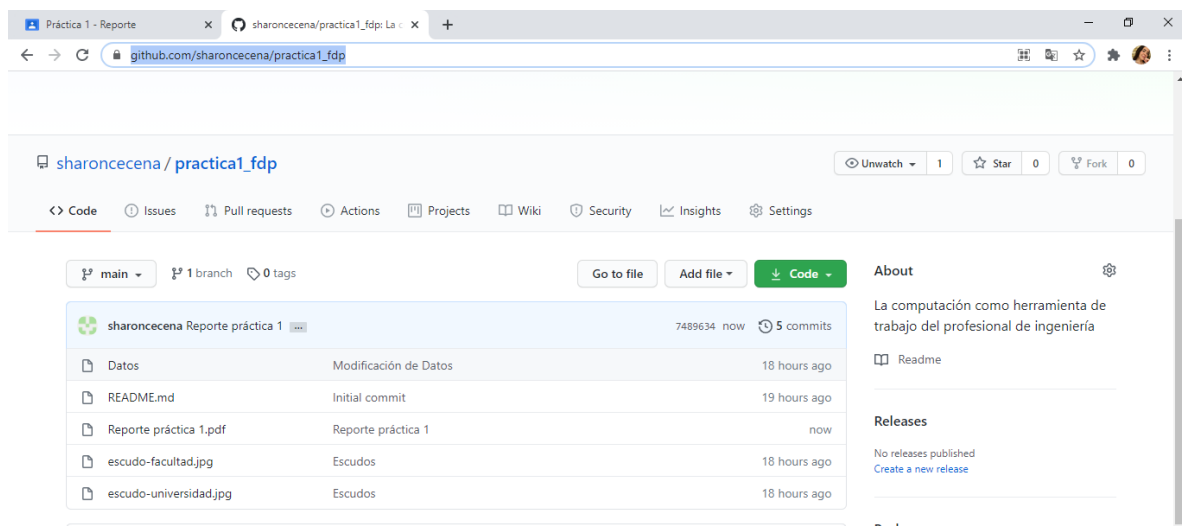 Práctica 1 - Reporte
sharoncecena/practica1_fdp: La c
github.com/sharoncecena/practica1_fdp
sharoncecena / practica1_fdp
Unwatch 1 Star 0 Fork 0
Code Issues Pull requests Actions Projects Wiki Security Insights Settings
main 1 branch 0 tags Go to file Add file Code
About
La computación como herramienta de
trabajo del profesional de ingeniería
Readme
sharoncecena Reporte práctica 1 ... 7489634 now 5 commits
Datos Modificación de Datos 18 hours ago
README.md Initial commit 19 hours ago
Reporte práctica 1.pdf Reporte práctica 1 now
escudo-facultad.jpg Escudos 18 hours ago
escudo-universidad.jpg Escudos 18 hours ago
Releases
No releases published
Create a new release